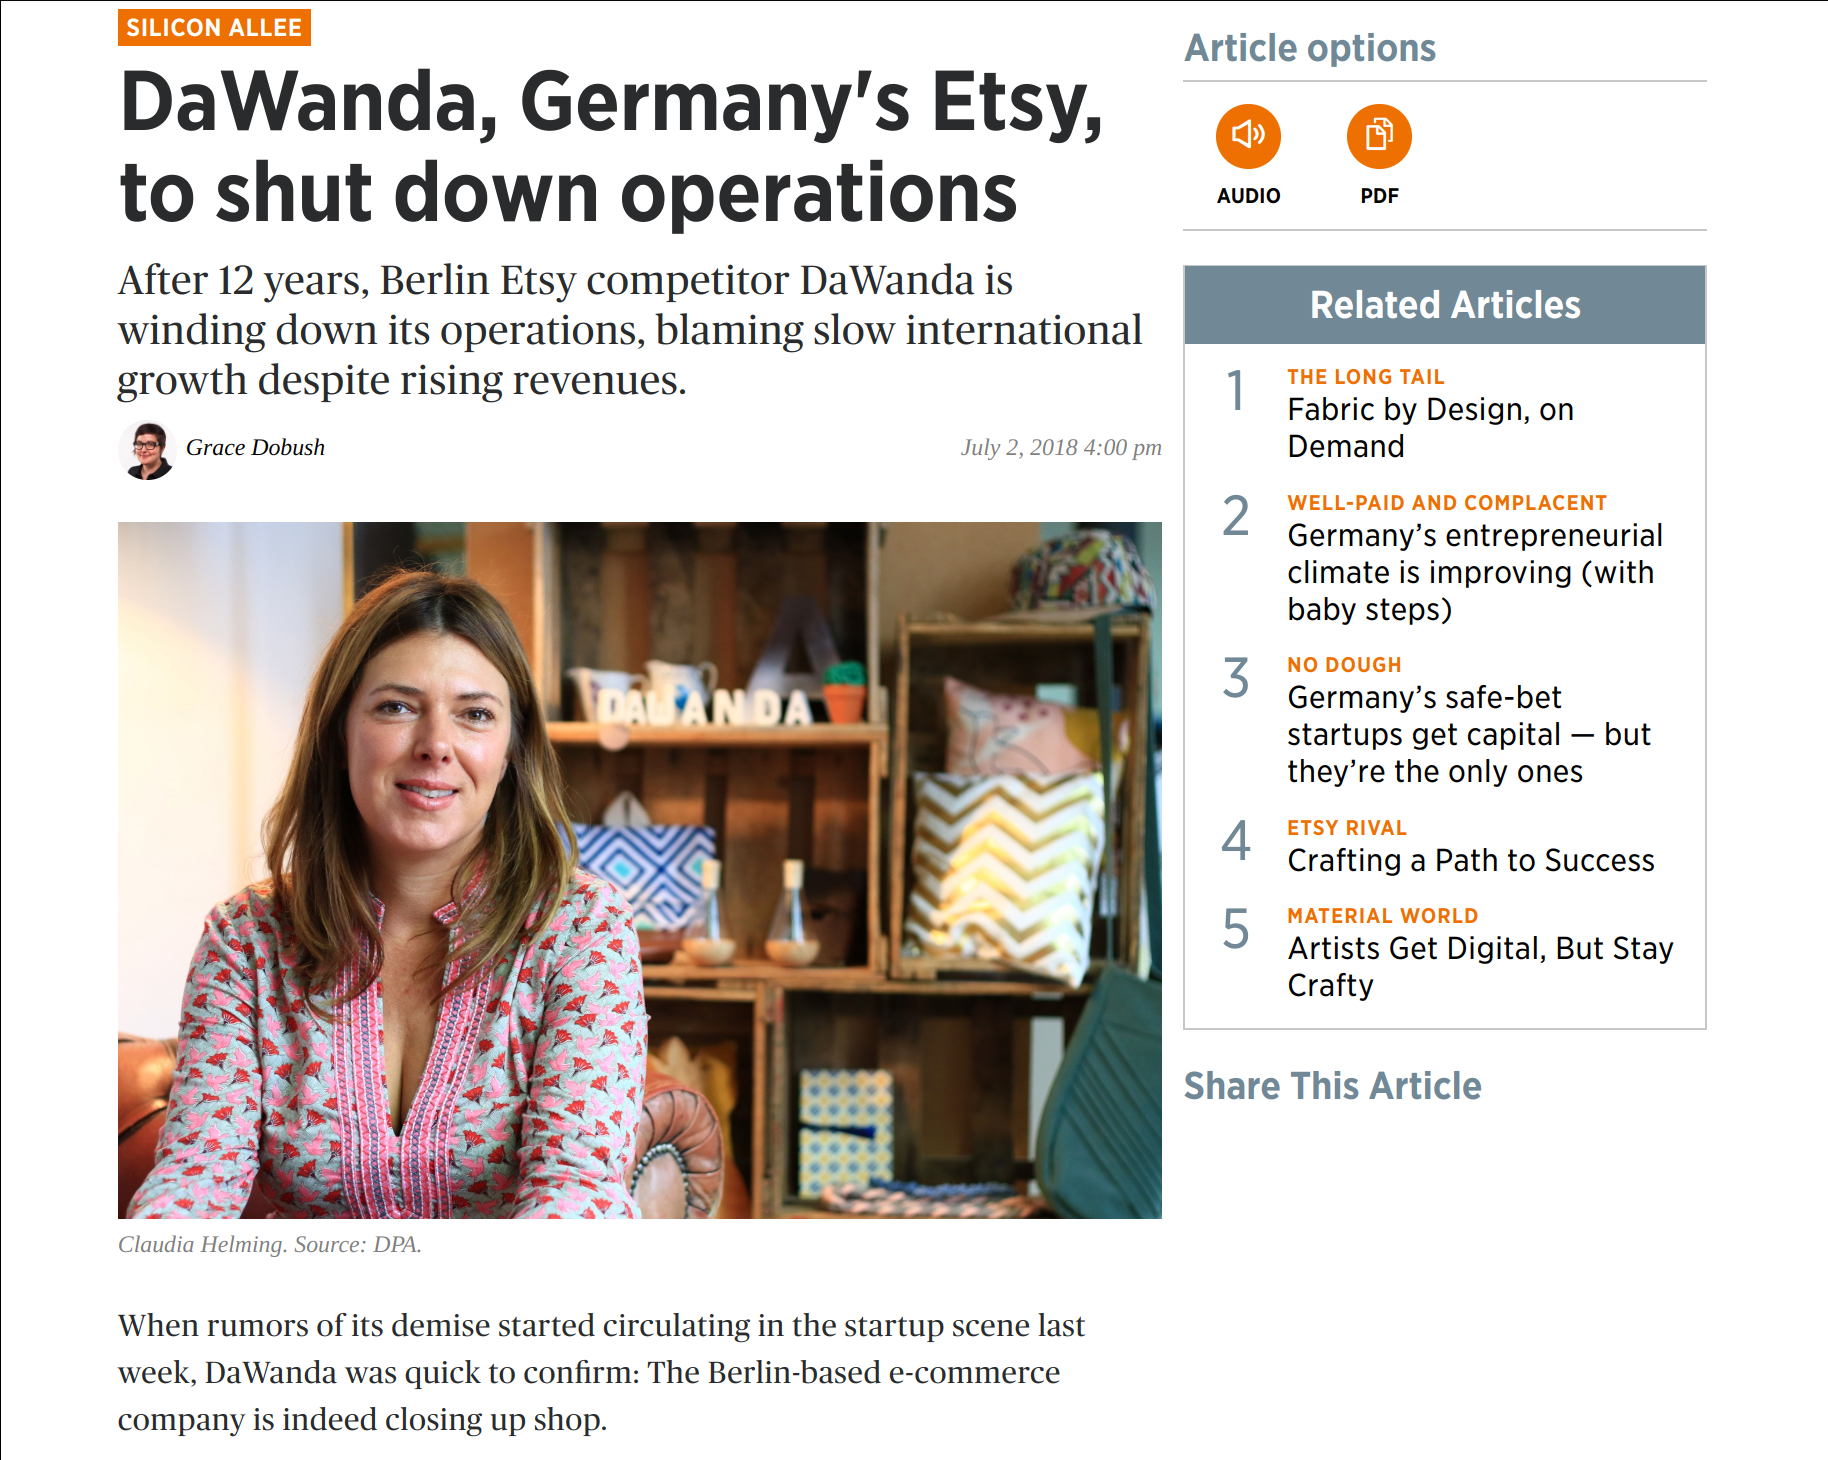 SILICON ALLEE
DaWanda, Germany's Etsy,
to shut down operations
After 12 years, Berlin Etsy competitor DaWanda is
winding down its operations, blaming slow international
growth despite rising revenues.
Grace Dobush
July 2, 2018 4:00 pm
DAWANDA
Claudia Helming. Source: DPA.
When rumors of its demise started circulating in the startup scene last
week, DaWanda was quick to confirm: The Berlin-based e-commerce
company is indeed closing up shop.
Article options
AUDIO
PDF
Related Articles
1
THE LONG TAIL
Fabric by Design, on
Demand
2
WELL-PAID AND COMPLACENT
Germany’s entrepreneurial
climate is improving (with
baby steps)
3
NO DOUGH
Germany’s safe-bet
startups get capital — but
they’re the only ones
4
ETSY RIVAL
Crafting a Path to Success
5
MATERIAL WORLD
Artists Get Digital, But Stay
Crafty
Share This Article